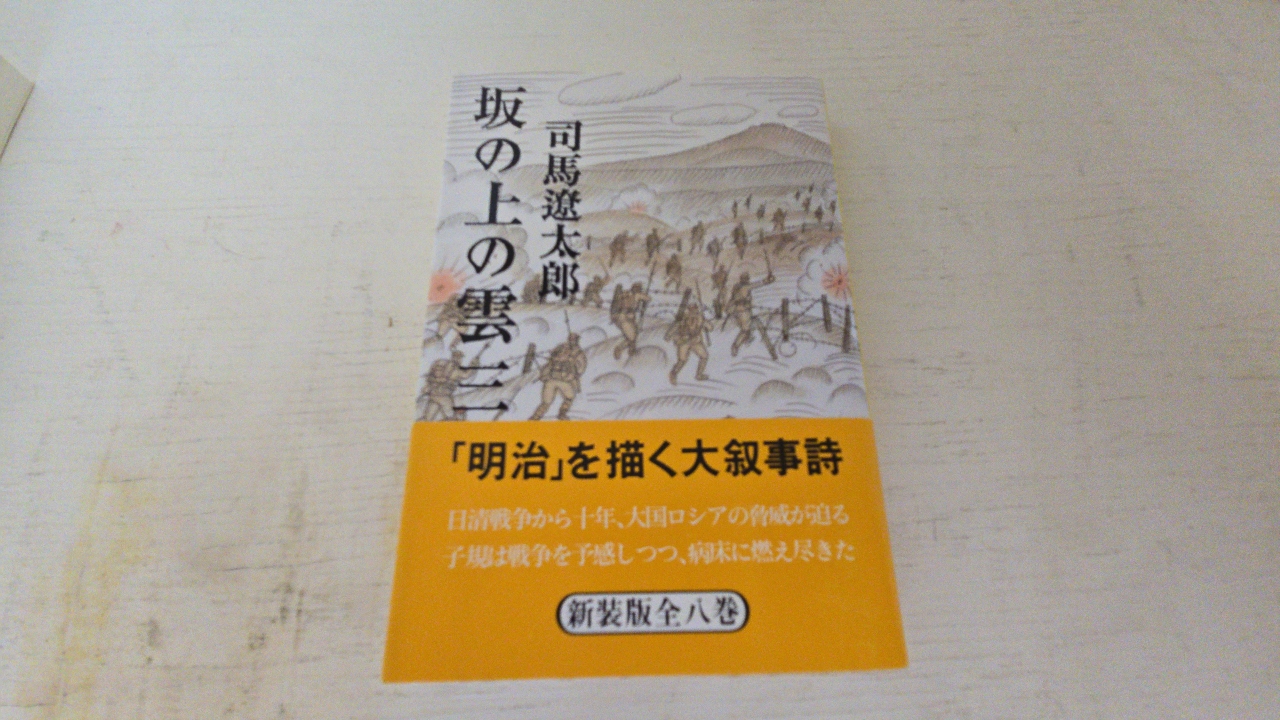 坂の上の雲 三
司馬遼太郎
「明治」を描く大叙事詩
日清戦争から十年、大国ロシアの脅威が迫る
子規は戦争を予感しつつ、病床に燃え尽きた
新装版全八巻